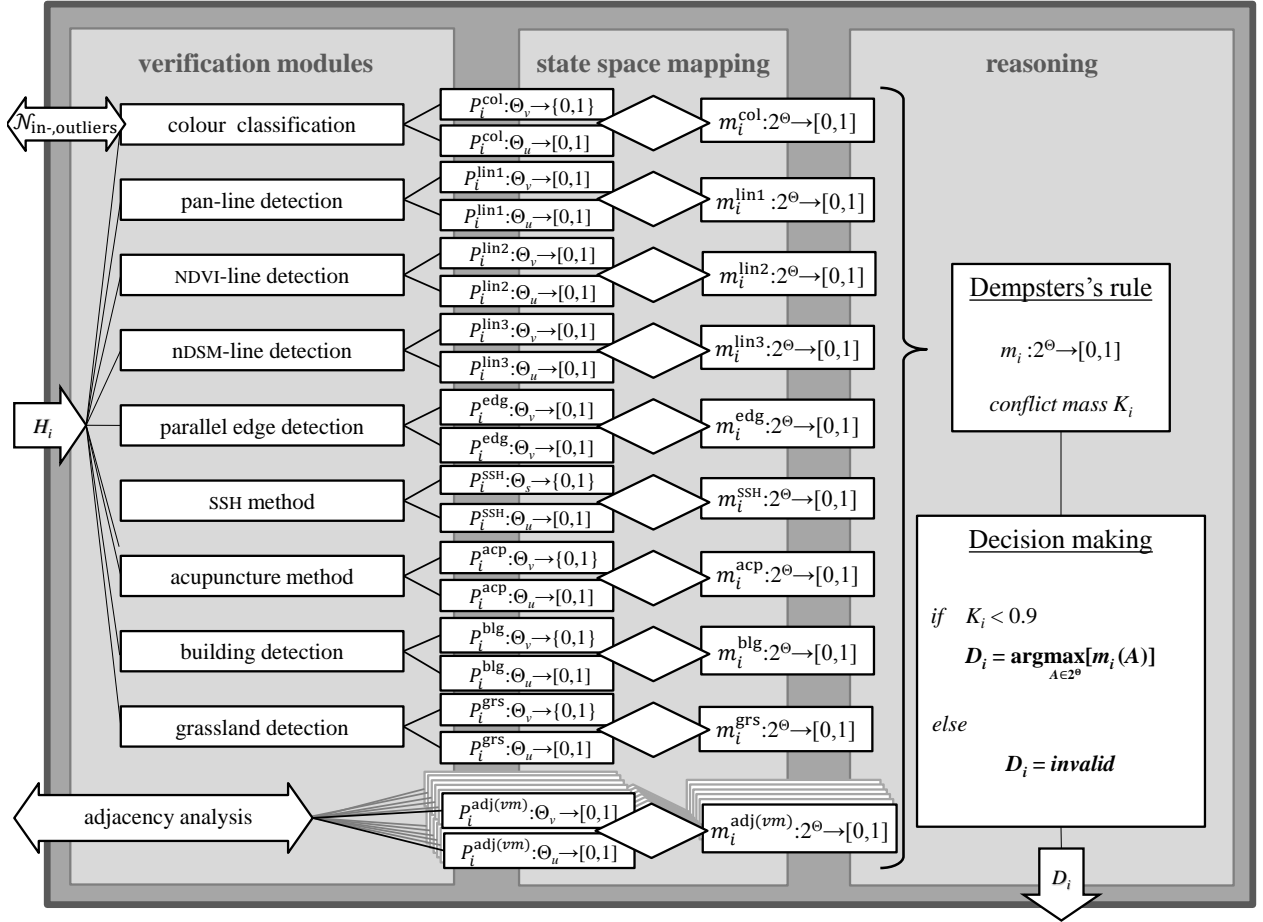 verification modules
state space mapping
reasoning
𝒩in-,outliers
colour classification
P_i^col:Θ_v→{0,1}
P_i^col:Θ_u→[0,1]
m_i^col:2^Θ→[0,1]
pan-line detection
P_i^lin1:Θ_v→[0,1]
P_i^lin1:Θ_u→[0,1]
m_i^lin1:2^Θ→[0,1]
NDVI-line detection
P_i^lin2:Θ_v→[0,1]
P_i^lin2:Θ_u→[0,1]
m_i^lin2:2^Θ→[0,1]
nDSM-line detection
P_i^lin3:Θ_v→[0,1]
P_i^lin3:Θ_u→[0,1]
m_i^lin3:2^Θ→[0,1]
H_i
parallel edge detection
P_i^edg:Θ_v→[0,1]
P_i^edg:Θ_u→[0,1]
m_i^edg:2^Θ→[0,1]
SSH method
P_i^SSH:Θ_s→{0,1}
P_i^SSH:Θ_u→[0,1]
m_i^SSH:2^Θ→[0,1]
acupuncture method
P_i^acp:Θ_v→{0,1}
P_i^acp:Θ_u→[0,1]
m_i^acp:2^Θ→[0,1]
building detection
P_i^blg:Θ_v→{0,1}
P_i^blg:Θ_u→[0,1]
m_i^blg:2^Θ→[0,1]
grassland detection
P_i^grs:Θ_v→{0,1}
P_i^grs:Θ_u→[0,1]
m_i^grs:2^Θ→[0,1]
adjacency analysis
P_i^adj(vm):Θ_v→[0,1]
P_i^adj(vm):Θ_u→[0,1]
m_i^adj(vm):2^Θ→[0,1]
Dempsters's rule
m_i:2^Θ→[0,1]
conflict mass K_i
Decision making
if K_i < 0.9
D_i = argmax[m_i(A)]
A∈2^Θ
else
D_i = invalid
D_i